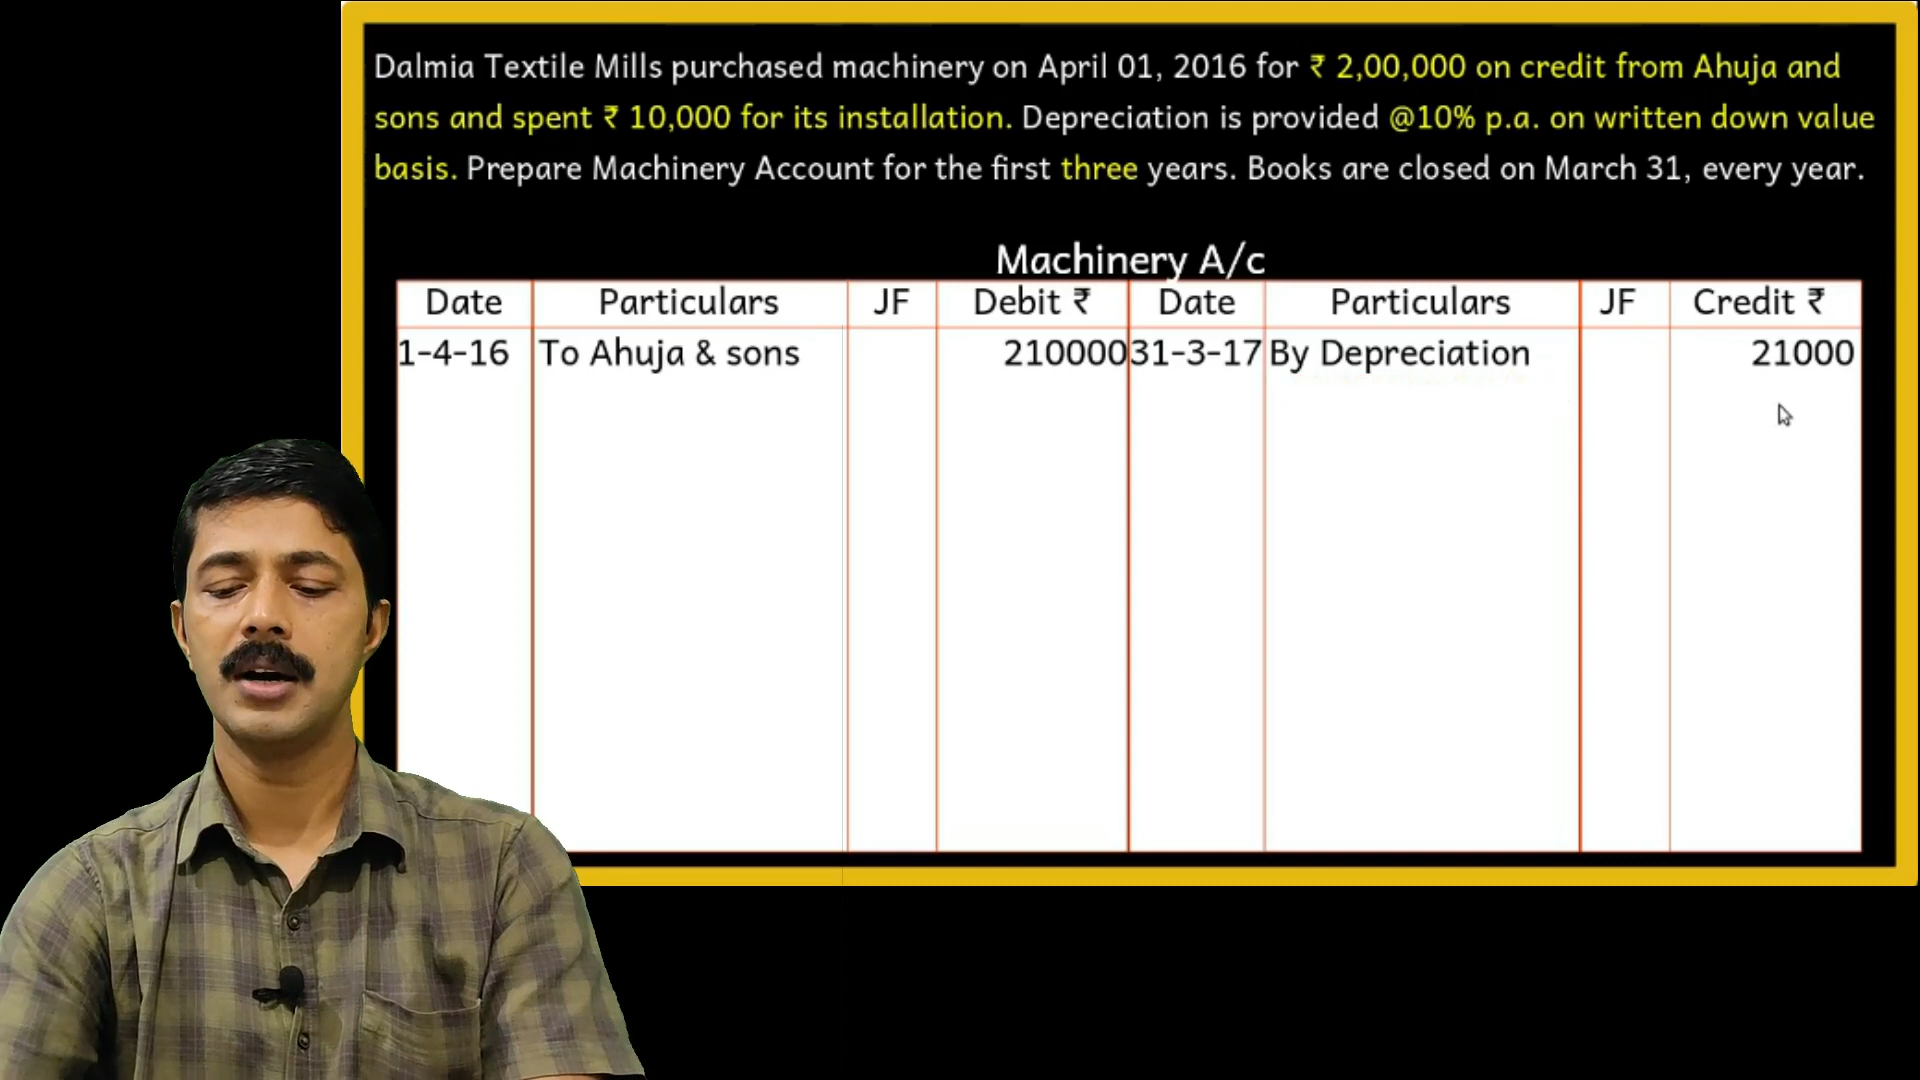 Dalmia Textile Mills purchased machinery on April 01, 2016 for ₹ 2,00,000 on credit from Ahuja and
sons and spent ₹ 10,000 for its installation. Depreciation is provided @10% p.a. on written down value
basis. Prepare Machinery Account for the first three years. Books are closed on March 31, every year.
Machinery A/c
Date Particulars JF Debit ₹ Date Particulars JF Credit ₹
1-4-16 To Ahuja & sons 210000 31-3-17 By Depreciation 21000